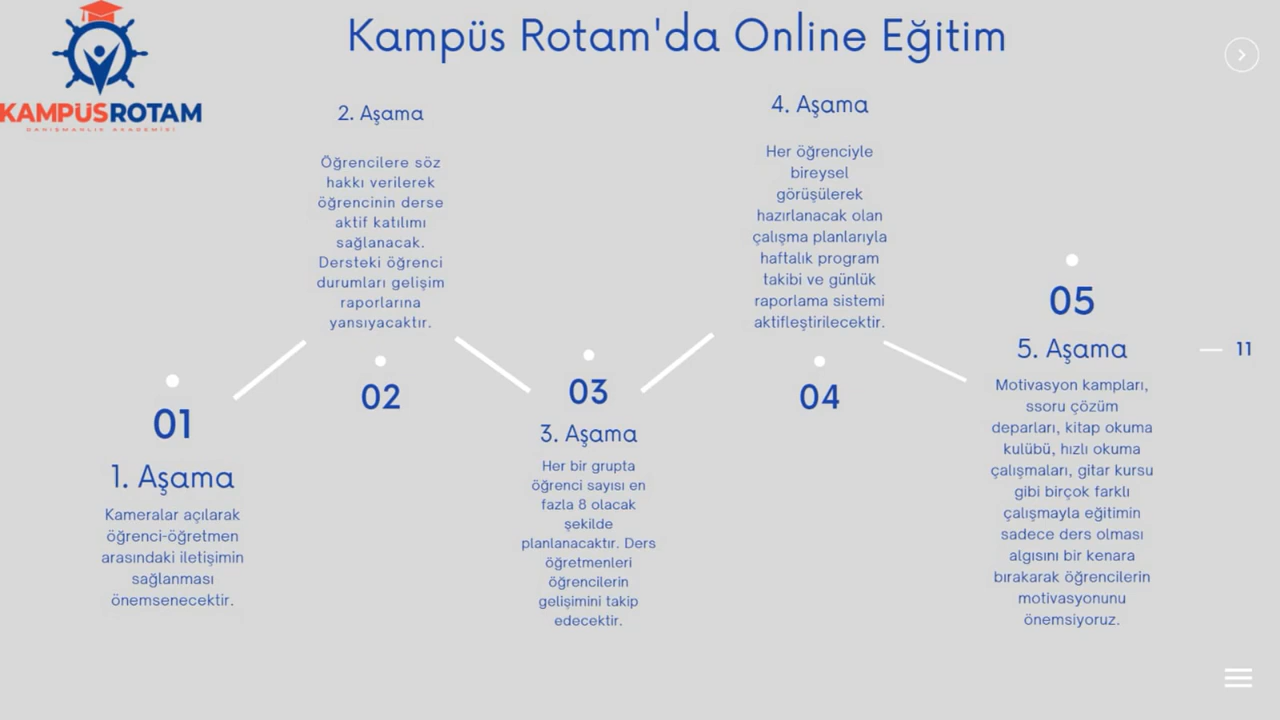 KAMPÜSROTAM
DANIŞMANLIK AKADEMİSİ
Kampüs Rotam'da Online Eğitim
01
1. Aşama
Kameralar açılarak
öğrenci-öğretmen
arasındaki iletişimin
sağlanması
önemsenecektir.
2. Aşama
Öğrencilere söz
hakkı verilerek
öğrencinin derse
aktif katılımı
sağlanacak.
Dersteki öğrenci
durumları gelişim
raporlarına
yansıyacaktır.
02
03
3. Aşama
Her bir grupta
öğrenci sayısı en
fazla 8 olacak
şekilde
planlanacaktır. Ders
öğretmenleri
öğrencilerin
gelişimini takip
edecektir.
4. Aşama
Her öğrenciyle
bireysel
görüşülerek
hazırlanacak olan
çalışma planlarıyla
haftalık program
takibi ve günlük
raporlama sistemi
aktifleştirilecektir.
04
05
5. Aşama
Motivasyon kampları,
ssoru çözüm
deparları, kitap okuma
kulübü, hızlı okuma
çalışmaları, gitar kursu
gibi birçok farklı
çalışmayla eğitimin
sadece ders olması
algısını bir kenara
bırakarak öğrencilerin
motivasyonunu
önemsiyoruz.
11